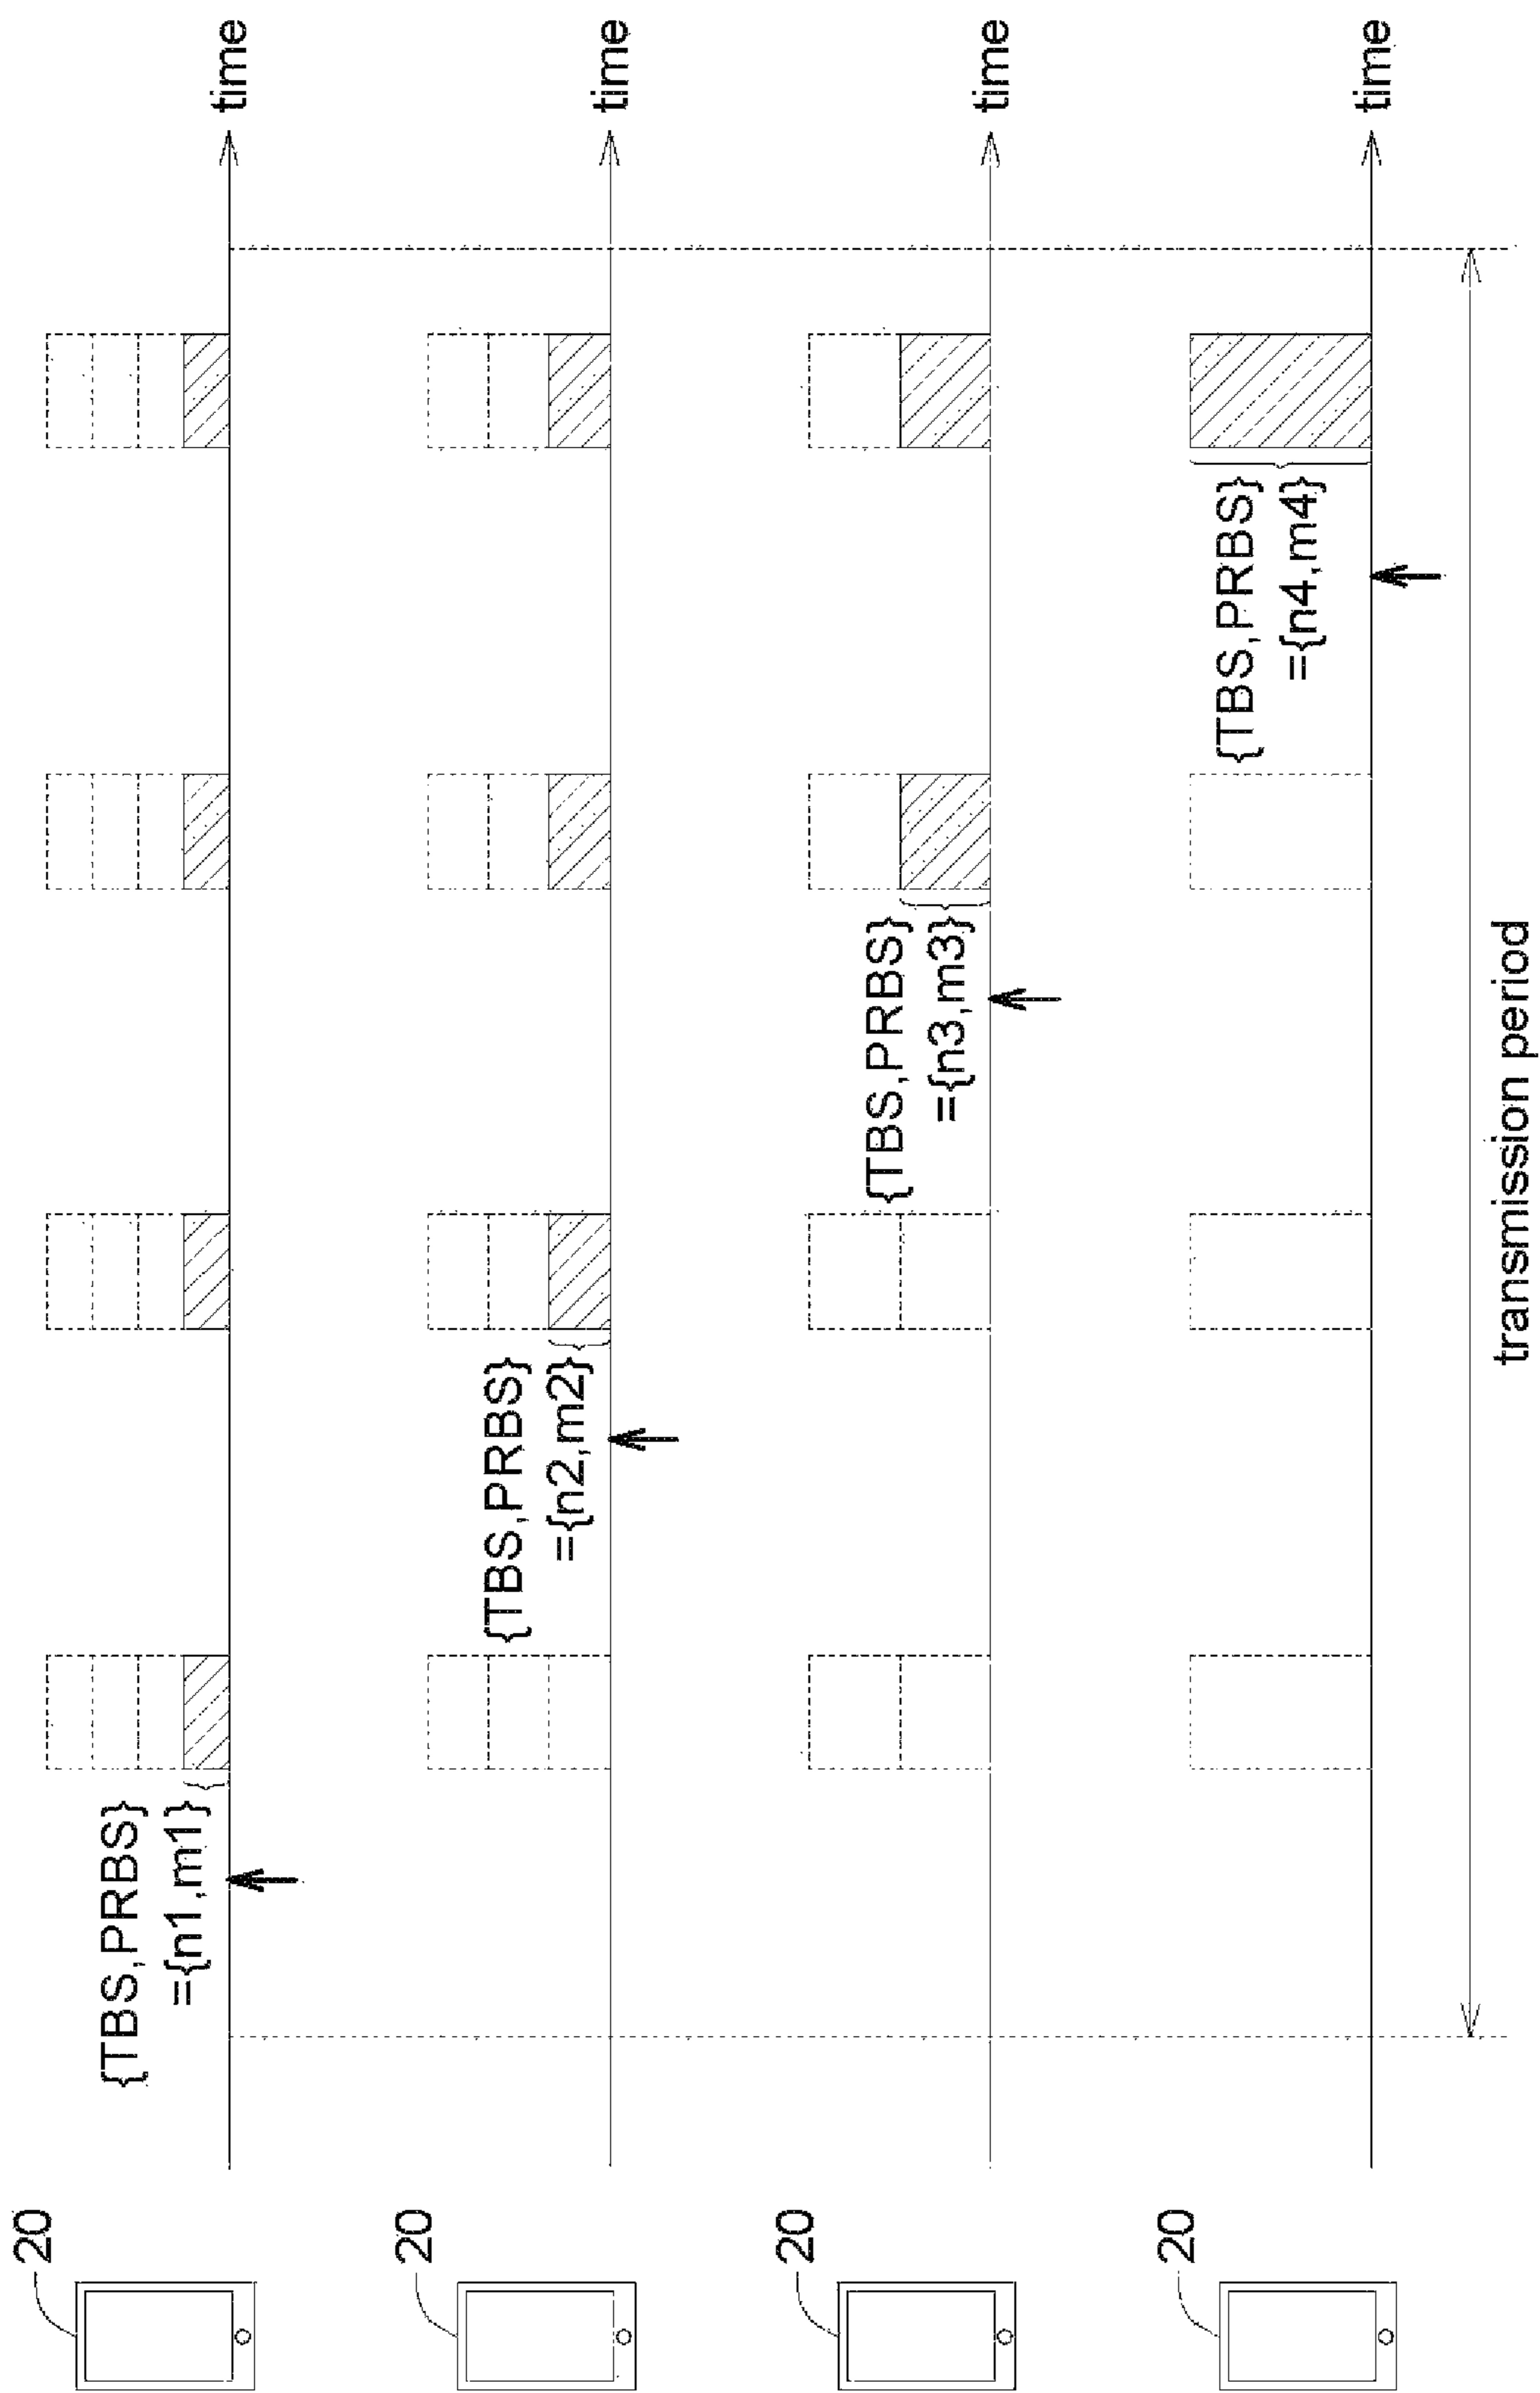 20
{TBS,PRBS}
={n1,m1}
time
20
{TBS,PRBS}
={n2,m2}
time
20
{TBS,PRBS}
={n3,m3}
time
20
{TBS,PRBS}
={n4,m4}
time
transmission period